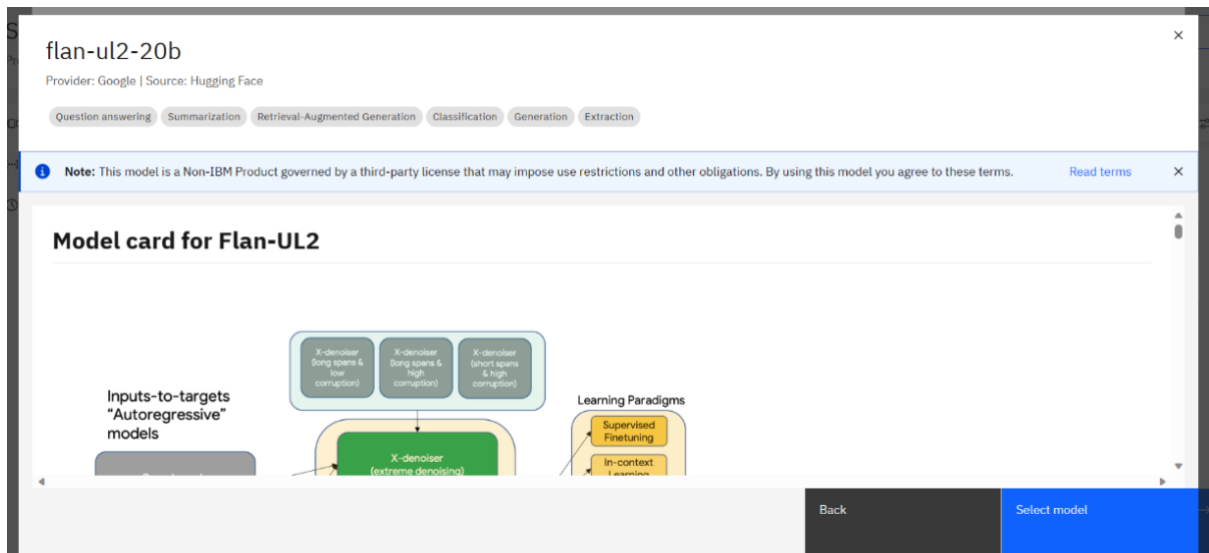 flan-ul2-20b
Provider: Google | Source: Hugging Face
Question answering
Summarization
Retrieval-Augmented Generation
Classification
Generation
Extraction
Note: This model is a Non-IBM Product governed by a third-party license that may impose use restrictions and other obligations. By using this model you agree to these terms.
Read terms
Model card for Flan-UL2
X-denoiser
(long spans &
low
corruption)
X-denoiser
(long spans &
high
corruption)
X-denoiser
(short spans
& high
corruption)
Inputs-to-targets
“Autoregressive”
models
X-denoiser
(extreme denoising)
Learning Paradigms
Supervised
Finetuning
In-context
Learning
Back
Select model